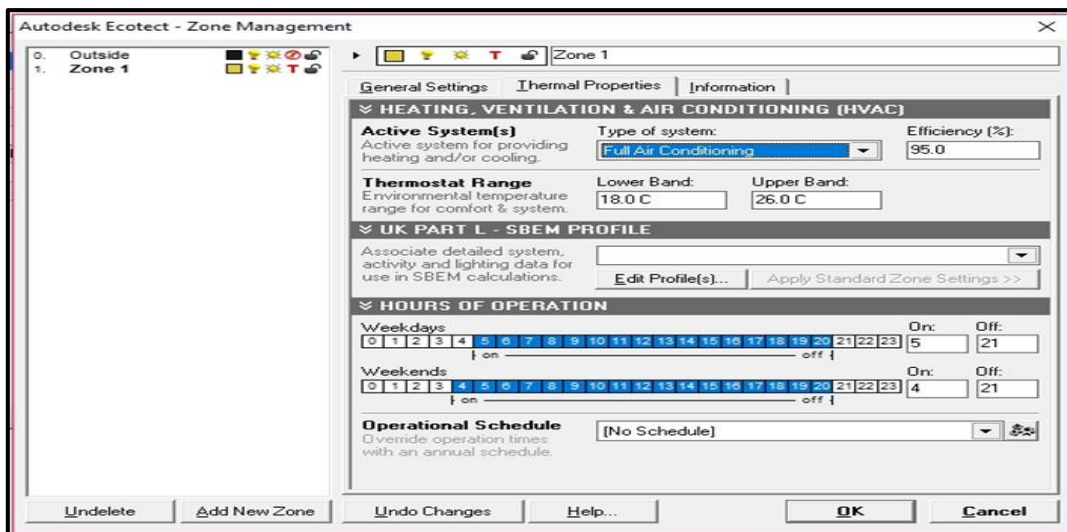 Autodesk Ecotect - Zone Management
0. Outside
1. Zone 1
T Zone 1
General Settings Thermal Properties Information
HEATING, VENTILATION & AIR CONDITIONING (HVAC)
Active System(s)
Active system for providing
heating and/or cooling.
Type of system:
Full Air Conditioning
Efficiency (%):
95.0
Thermostat Range
Environmental temperature
range for comfort & system.
Lower Band:
18.0 C
Upper Band:
26.0 C
UK PART L - SBEM PROFILE
Associate detailed system,
activity and lighting data for
use in SBEM calculations.
Edit Profile(s)... Apply Standard Zone Settings >>
HOURS OF OPERATION
Weekdays On: Off:
0 1 2 3 4 5 6 7 8 9 10 11 12 13 14 15 16 17 18 19 20 21 22 23 5 21
on off
Weekends On: Off:
0 1 2 3 4 5 6 7 8 9 10 11 12 13 14 15 16 17 18 19 20 21 22 23 4 21
on off
Operational Schedule
Override operation times
with an annual schedule.
[No Schedule]
Undelete Add New Zone Undo Changes Help... OK Cancel